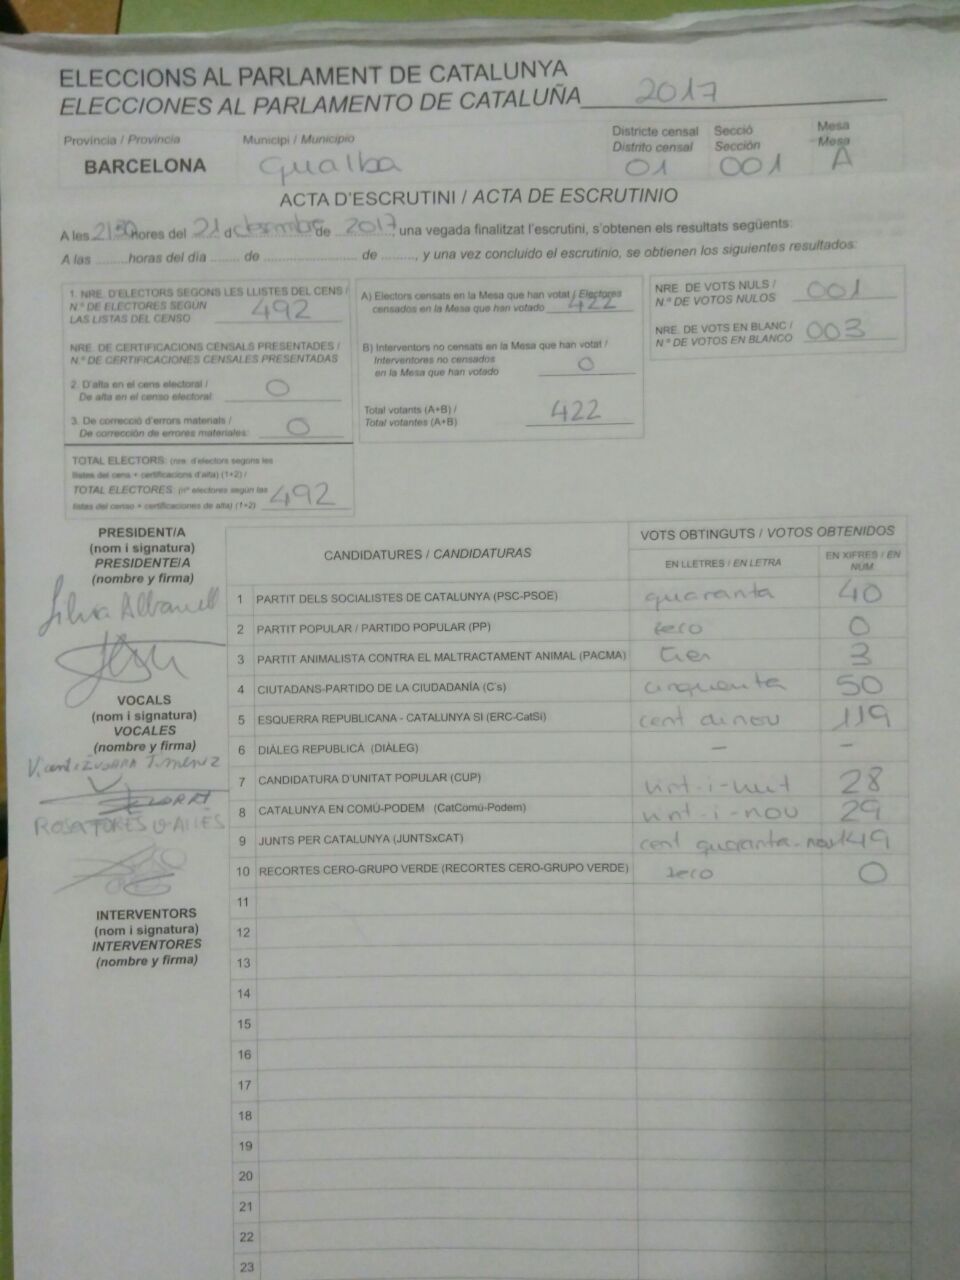 ELECCIONS AL PARLAMENT DE CATALUNYA
ELECCIONES AL PARLAMENTO DE CATALUÑA 2017
Provincia / Provincia
BARCELONA
Municipi / Municipio
Gualba
Districte censal
Distrito censal
01
Secció
Sección
001
Mesa
Mesa
A
ACTA D'ESCRUTINI / ACTA DE ESCRUTINIO
A les 21:50 hores del 21 d desembre de 2017, una vegada finalitzat l'escrutini, s'obtenen els resultats següents:
A las ........horas del día ........ de ........................ de ........, y una vez concluido el escrutinio, se obtienen los siguientes resultados:
1. NRE. D'ELECTORS SEGONS LES LLISTES DEL CENS /
N.º DE ELECTORES SEGÚN
LAS LISTAS DEL CENSO 492
NRE. DE CERTIFICACIONS CENSALS PRESENTADES /
N.º DE CERTIFICACIONES CENSALES PRESENTADAS
2. D'alta en el cens electoral /
De alta en el censo electoral: 0
3. De correcció d'errors materials /
De corrección de errores materiales: 0
TOTAL ELECTORS: (nre. d'electors segons les
llistes del cens + certificacions d'alta) (1+2) /
TOTAL ELECTORES: (nº electores según las
listas del censo + certificaciones de alta) (1+2) 492
A) Electors censats en la Mesa que han votat / Electores
censados en la Mesa que han votado 422
B) Interventors no censats en la Mesa que han votat /
Interventores no censados
en la Mesa que han votado 0
Total votants (A+B) /
Total votantes (A+B) 422
NRE. DE VOTS NULS /
N.º DE VOTOS NULOS 001
NRE. DE VOTS EN BLANC /
N.º DE VOTOS EN BLANCO 003
PRESIDENT/A
(nom i signatura)
PRESIDENTE/A
(nombre y firma)
Silvia Albanell
VOCALS
(nom i signatura)
VOCALES
(nombre y firma)
ROSA TORES
INTERVENTORS
(nom i signatura)
INTERVENTORES
(nombre y firma)
CANDIDATURES / CANDIDATURAS
VOTS OBTINGUTS / VOTOS OBTENIDOS
EN LLETRES / EN LETRA
EN XIFRES / EN NUM
1 PARTIT DELS SOCIALISTES DE CATALUNYA (PSC-PSOE) quaranta 40
2 PARTIT POPULAR / PARTIDO POPULAR (PP) zero 0
3 PARTIT ANIMALISTA CONTRA EL MALTRACTAMENT ANIMAL (PACMA) tres 3
4 CIUTADANS-PARTIDO DE LA CIUDADANÍA (C's) cinquanta 50
5 ESQUERRA REPUBLICANA - CATALUNYA SI (ERC-CatSi) cent dinou 119
6 DIÀLEG REPUBLICÀ (DIÀLEG) – –
7 CANDIDATURA D'UNITAT POPULAR (CUP) vint-i-vuit 28
8 CATALUNYA EN COMÚ-PODEM (CatComú-Podem) vint-i-nou 29
9 JUNTS PER CATALUNYA (JUNTSxCAT) cent quaranta-nou 149
10 RECORTES CERO-GRUPO VERDE (RECORTES CERO-GRUPO VERDE) zero 0
11
12
13
14
15
16
17
18
19
20
21
22
23